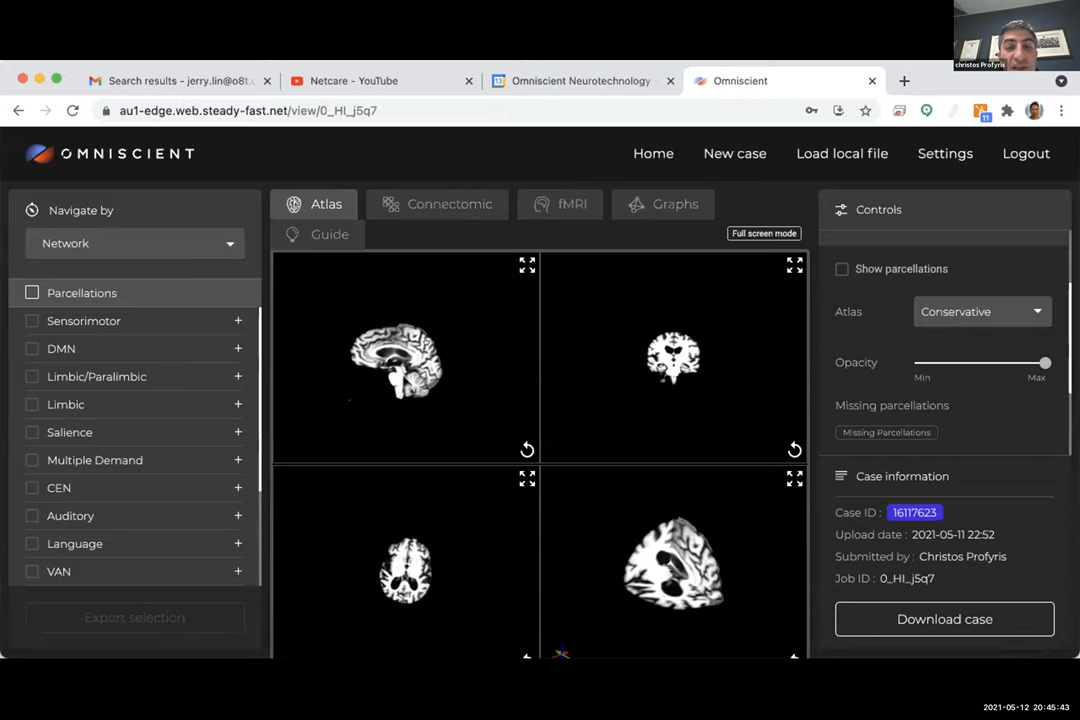 christos Profyris
Search results - jerry.lin@o8t.c
Netcare - YouTube
13
Omniscient Neurotechnology -
Omniscient
au1-edge.web.steady-fast.net/view/0_HI_j5q7
11
OMNISCIENT
Home
New case
Load local file
Settings
Logout
Navigate by
Network
Parcellations
Sensorimotor +
DMN +
Limbic/Paralimbic +
Limbic +
Salience +
Multiple Demand +
CEN +
Auditory +
Language +
VAN +
Export selection
Atlas
Connectomic
fMRI
Graphs
Guide
Full screen mode
Controls
Show parcellations
Atlas
Conservative
Opacity
Min
Max
Missing parcellations
Missing Parcellations
Case information
Case ID : 16117623
Upload date : 2021-05-11 22:52
Submitted by : Christos Profyris
Job ID : 0_HI_j5q7
Download case
2021-05-12 20:45:43